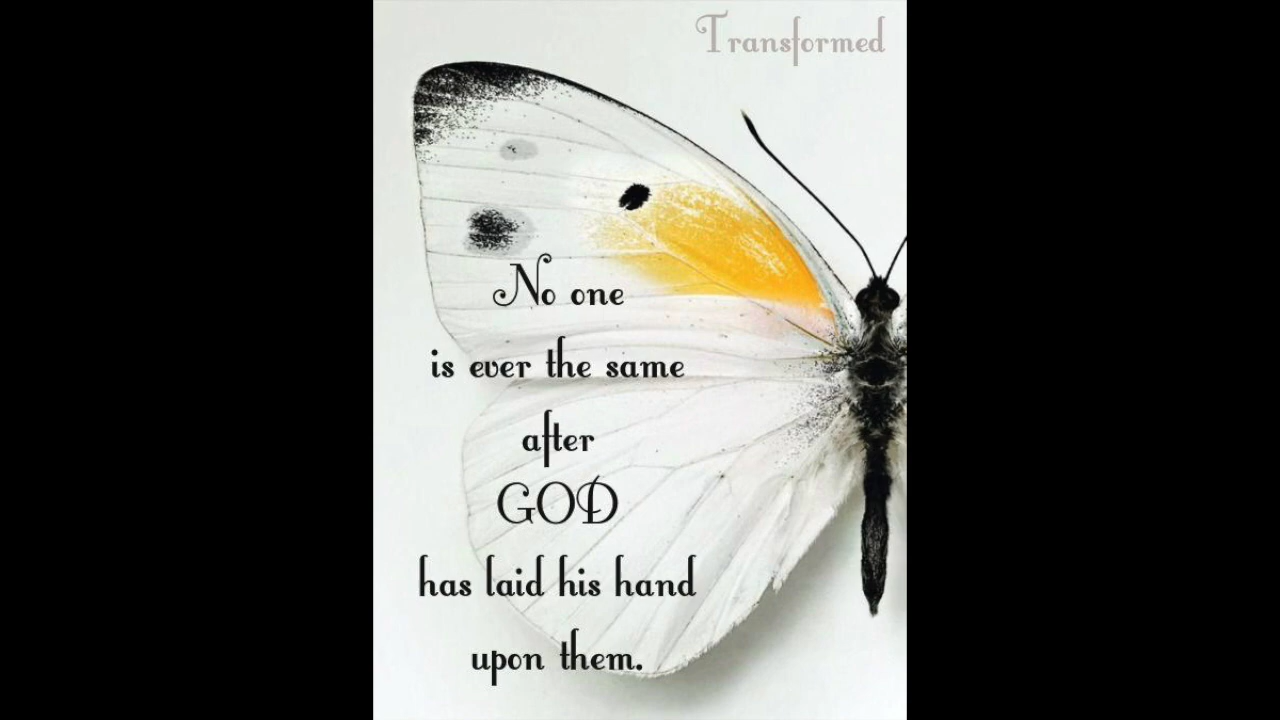 Transformed
No one
is ever the same
after
GOD
has laid his hand
upon them.